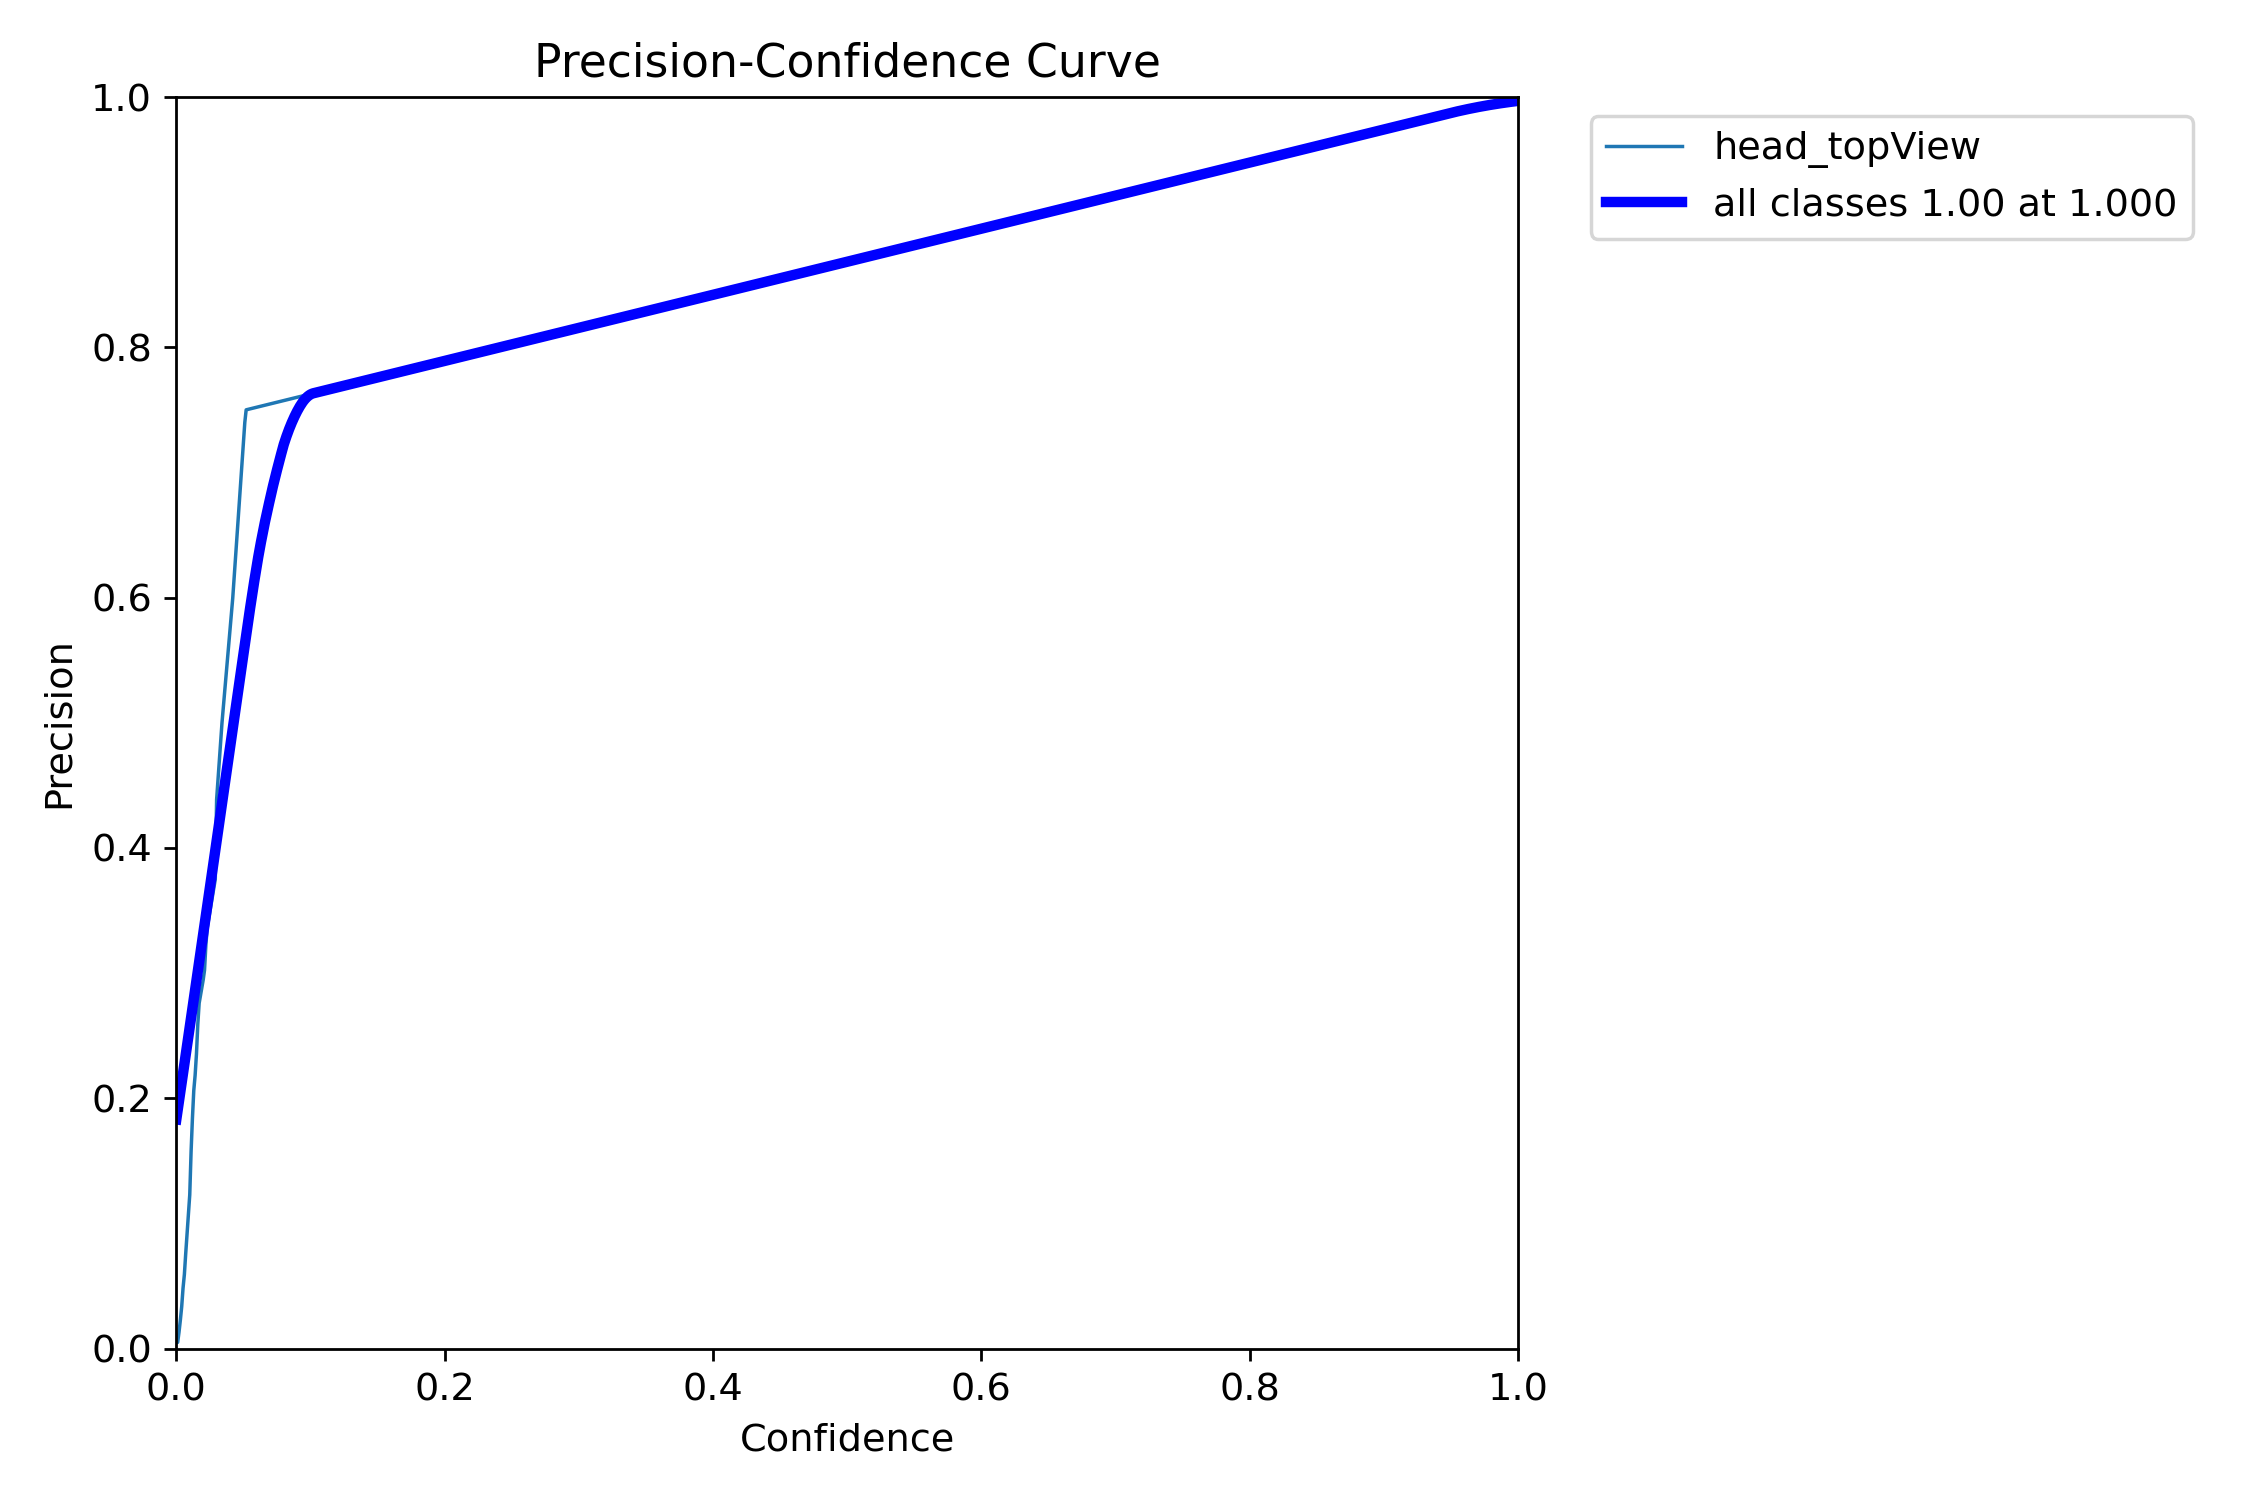 Precision-Confidence Curve
1.0
0.8
0.6
0.4
0.2
0.0
Precision
0.0 0.2 0.4 0.6 0.8 1.0
Confidence
head_topView
all classes 1.00 at 1.000